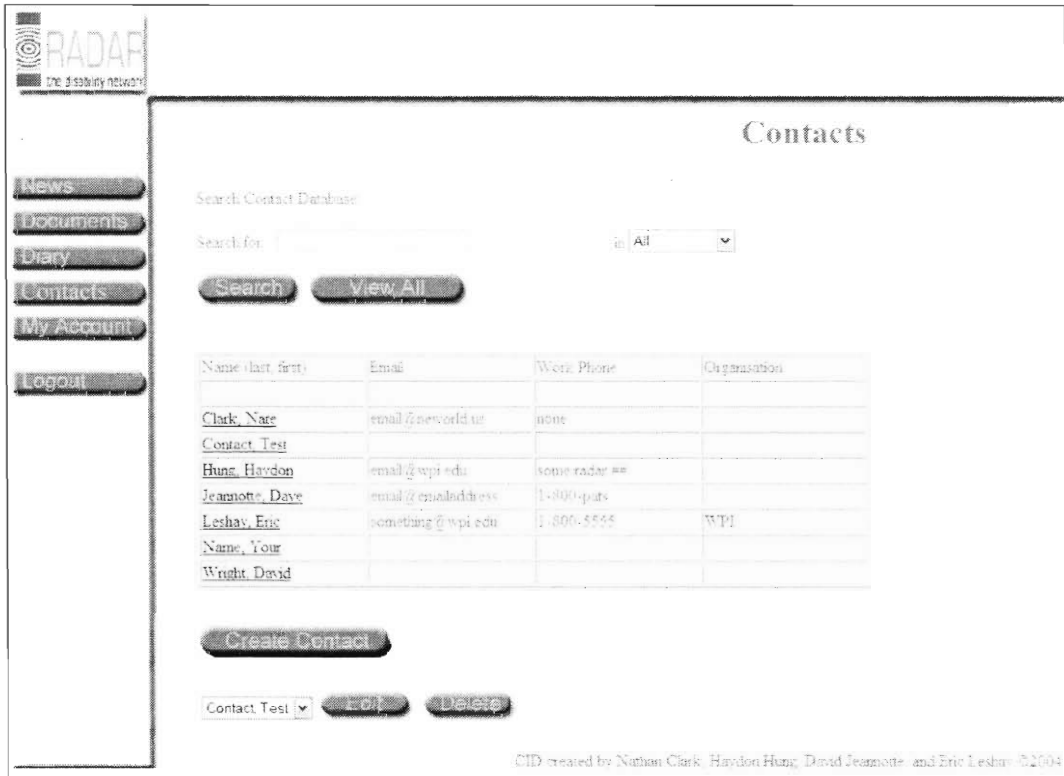 RADAR
the disability network
Contacts
News
Documents
Diary
Contacts
My Account
Logout
Search Contact Database
Search for
in All
Search View All
Name (last, first) Email Work Phone Organisation
Clark, Nate email@neworld.us none
Contact, Test
Hung, Haydon email@wpi.edu some radar ==
Jeannotte, Dave email@emailaddress 1-800-puts
Leshay, Eric something@wpi.edu 1-800-5555 WPI
Name, Your
Wright, David
Create Contact
Contact, Test Edit Delete
CID created by Nathan Clark, Haydon Hung, David Jeannotte, and Eric Leshay ©2004